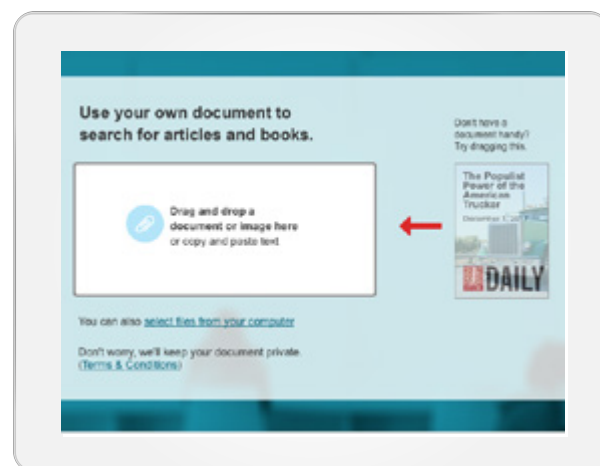 Use your own document to
search for articles and books.
Drag and drop a
document or image here
or copy and paste text
You can also select files from your computer
Don't worry, we'll keep your document private.
(Terms & Conditions)
Don't have a
document handy?
Try dragging this.
The Populist
Power of the
American
Trucker
December
DAILY